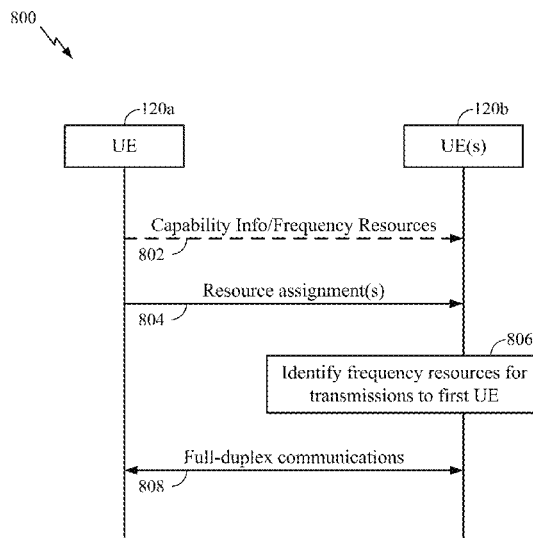 800
120a
120b
UE
UE(s)
Capability Info/Frequency Resources
802
Resource assignment(s)
804
806
Identify frequency resources for
transmissions to first UE
Full-duplex communications
808